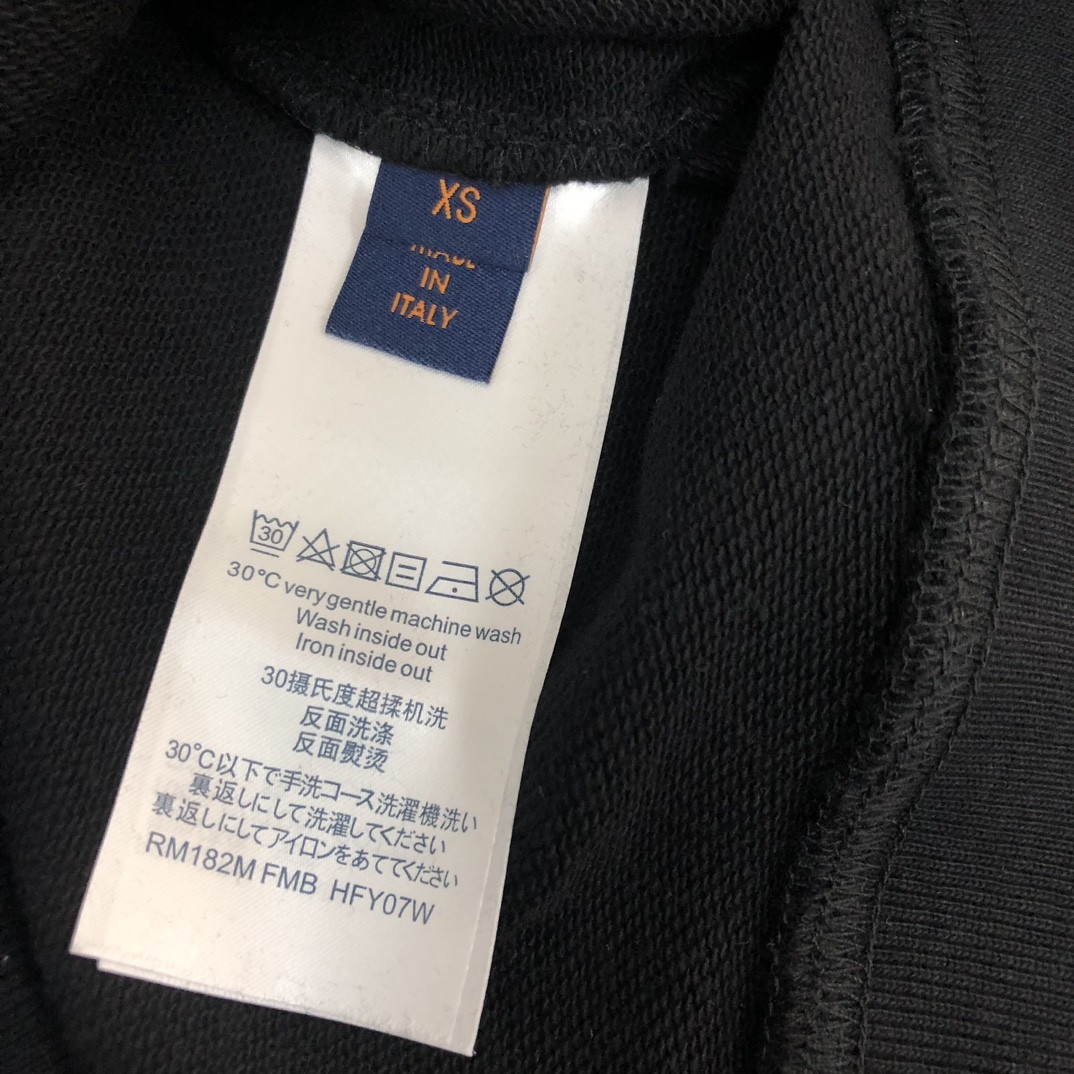 XS
MADE
IN
ITALY
30
30°C very gentle machine wash
Wash inside out
Iron inside out
30摄氏度超揉机洗
反面洗涤
反面熨烫
30°C以下で手洗コース洗濯機洗い
裏返しにして洗濯してください
裏返しにしてアイロンをあててください
RM182M FMB HFY07W